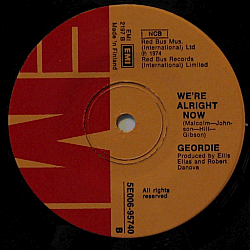 EMI
2197 B
Made in Finland
EMI
NCB
Red Bus Mus.
(International) Ltd
℗ 1974
Red Bus Records
(International) Limited
WE'RE
ALRIGHT
NOW
(Malcolm—John-
son—Hill—
Gibson)
GEORDIE
Produced by Ellis
Elias and Robert
Danova
All rights
reserved
5E006-95740
B